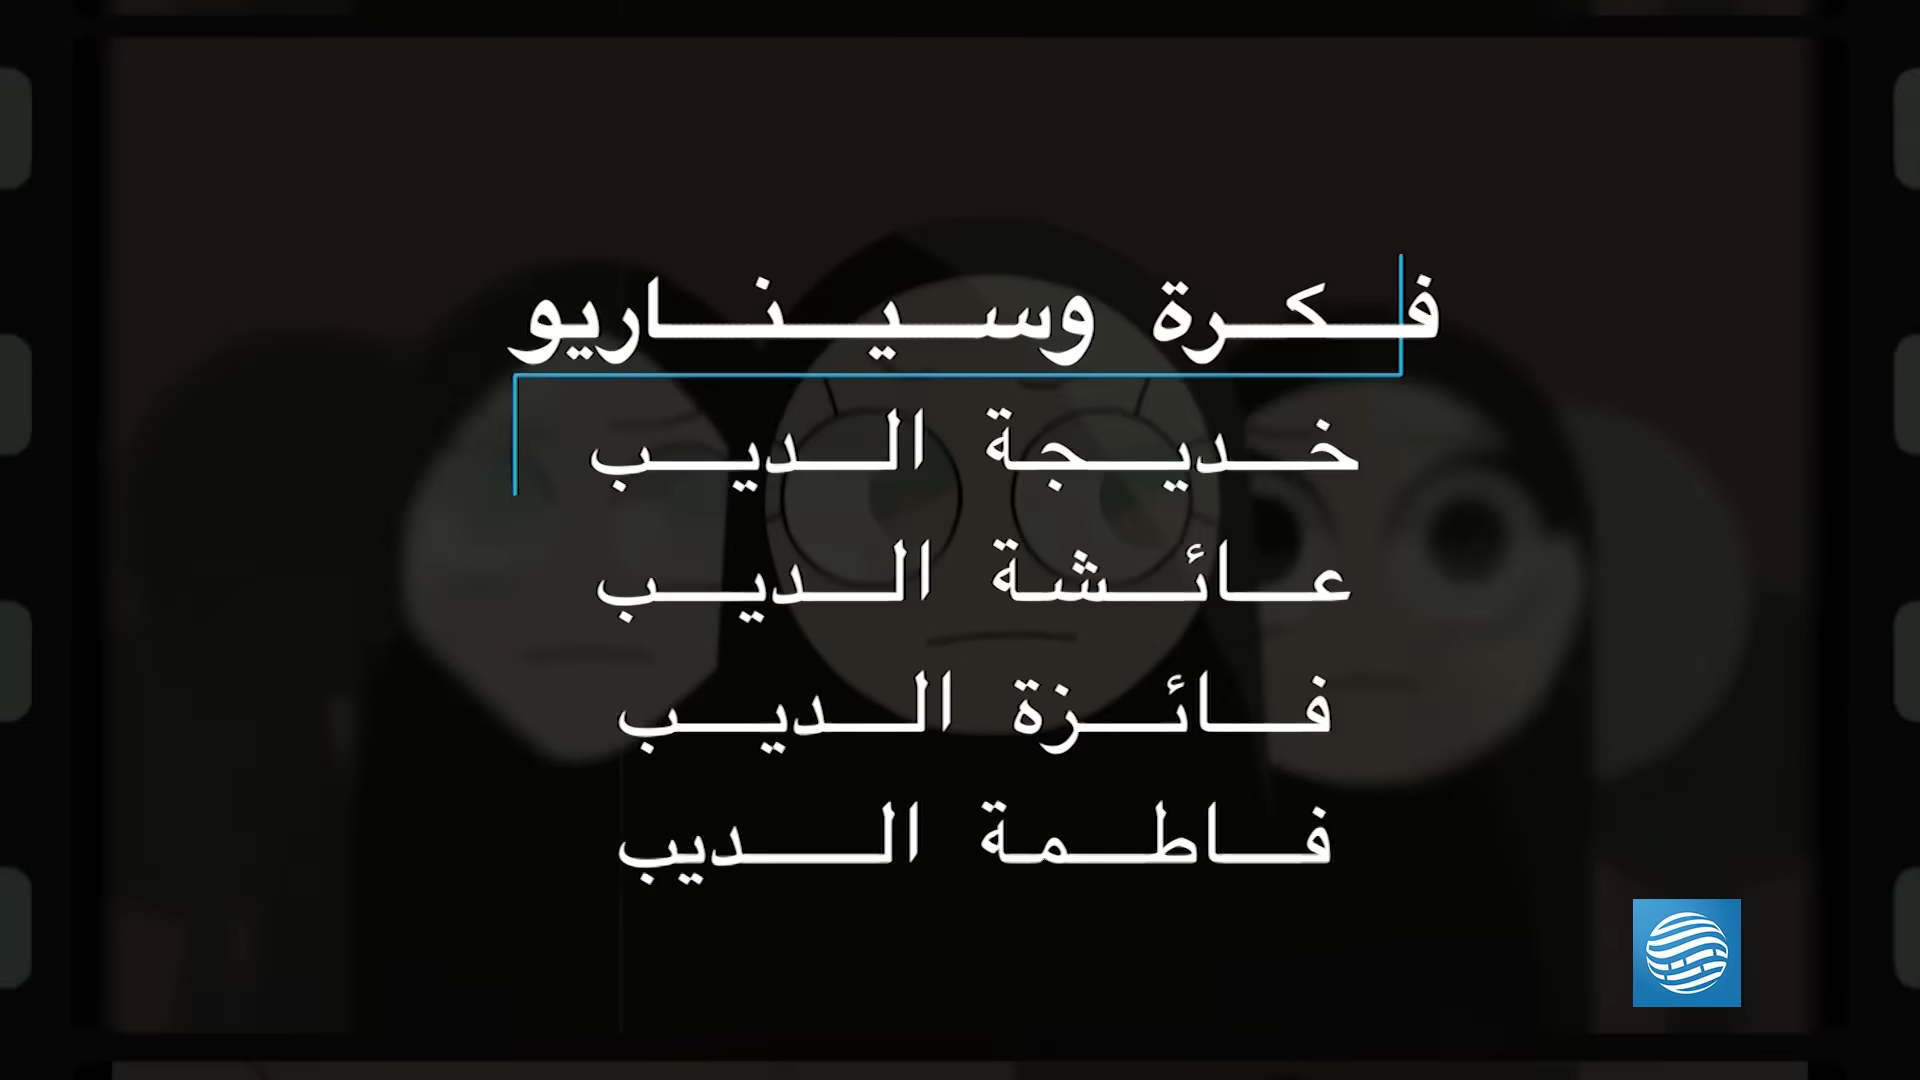 فكرة وسيناريو
خديجة الديب
عائشة الديب
فائزة الديب
فاطمة الديب